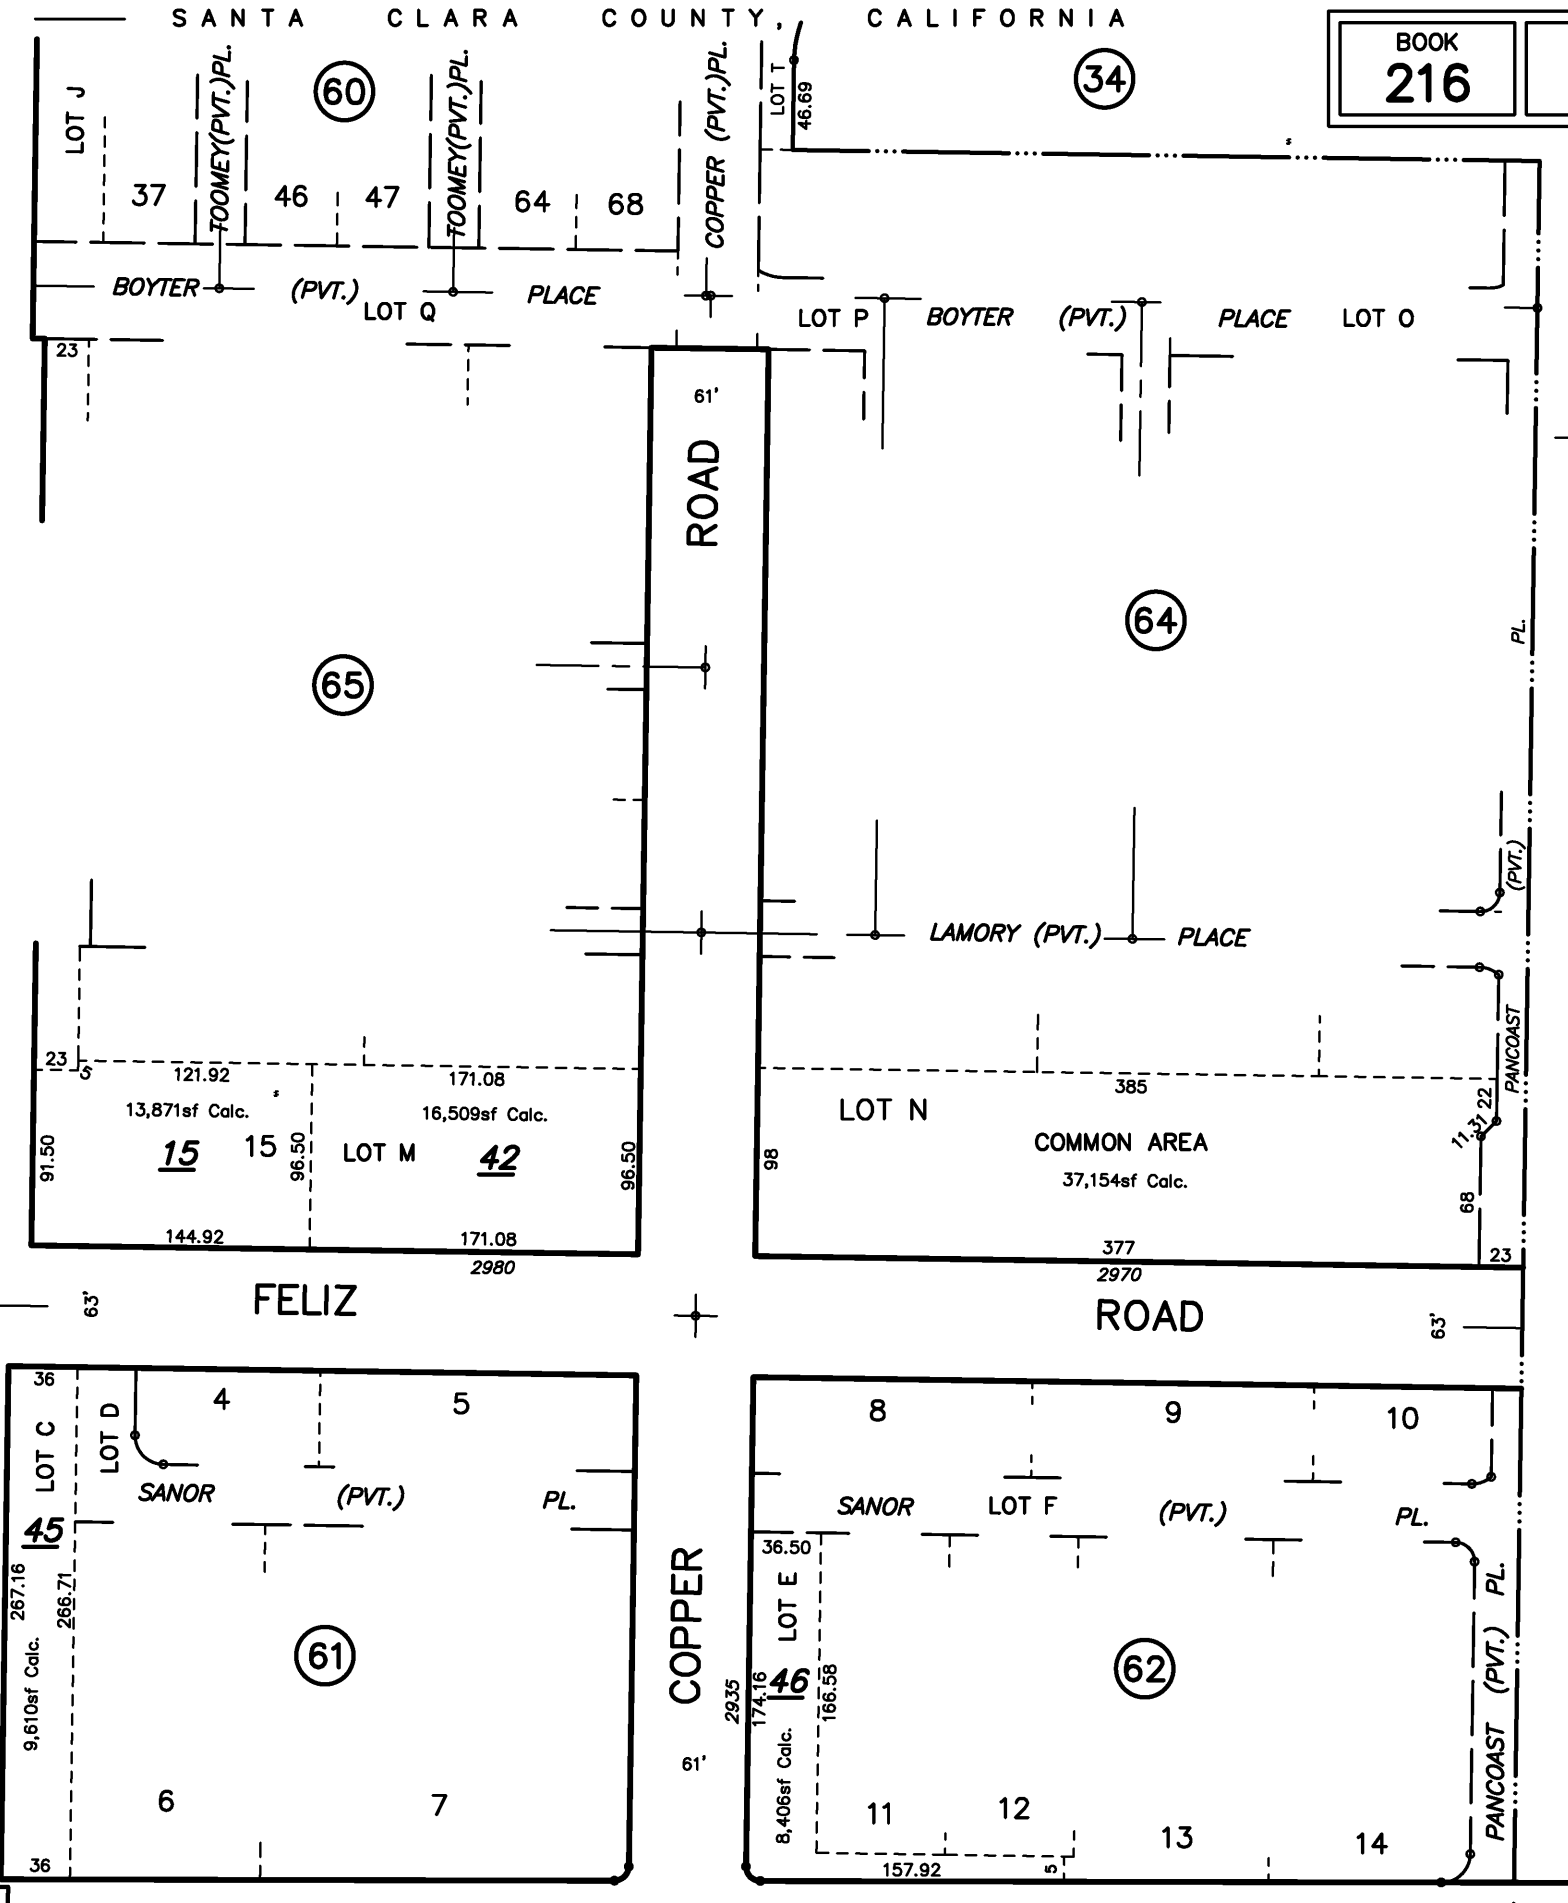 SANTA CLARA COUNTY, CALIFORNIA
BOOK
216
60
34
LOT J
TOOMEY(PVT.)PL.
TOOMEY(PVT.)PL.
COPPER (PVT.)PL.
LOT T
46.69
s
37
46
47
64
68
BOYTER (PVT.) PLACE
LOT Q
LOT P
BOYTER (PVT.) PLACE
LOT O
23
61'
ROAD
65
64
PL.
(PVT.)
PANCOAST
LAMORY (PVT.) PLACE
23
5
121.92
171.08
385
22
11.31
s
13,871sf Calc.
16,509sf Calc.
LOT N
91.50
15
15
96.50
LOT M
42
96.50
98
COMMON AREA
37,154sf Calc.
68
144.92
171.08
377
23
2980
2970
63'
FELIZ ROAD
63'
36
LOT C
LOT D
4
5
8
9
10
SANOR (PVT.) PL.
SANOR LOT F (PVT.) PL.
45
267.16
266.71
9,610sf Calc.
61
COPPER
2935
61'
36.50
LOT E
174.16
46
166.58
8,406sf Calc.
62
PANCOAST (PVT.) PL.
6
7
11
12
13
14
36
157.92
5